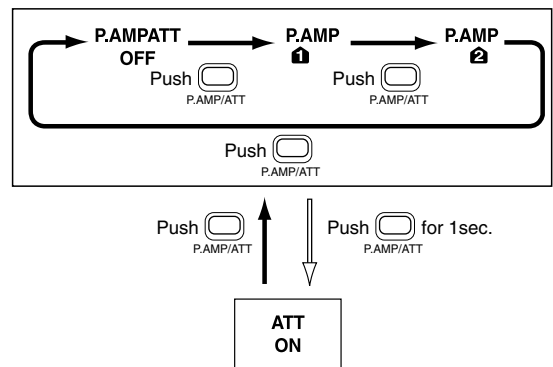 P.AMPATT P.AMP P.AMP
OFF 1 2
Push Push
P.AMP/ATT P.AMP/ATT
Push
P.AMP/ATT
Push Push for 1sec.
P.AMP/ATT P.AMP/ATT
ATT
ON